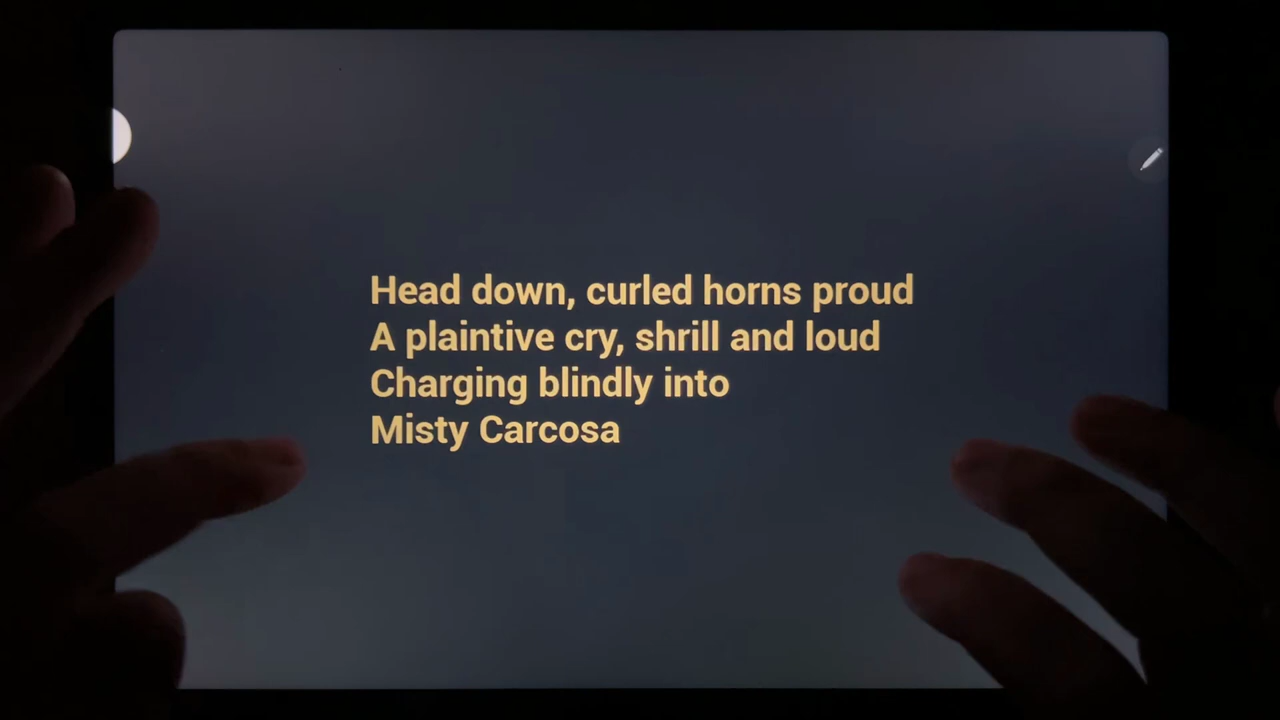 Head down, curled horns proud
A plaintive cry, shrill and loud
Charging blindly into
Misty Carcosa